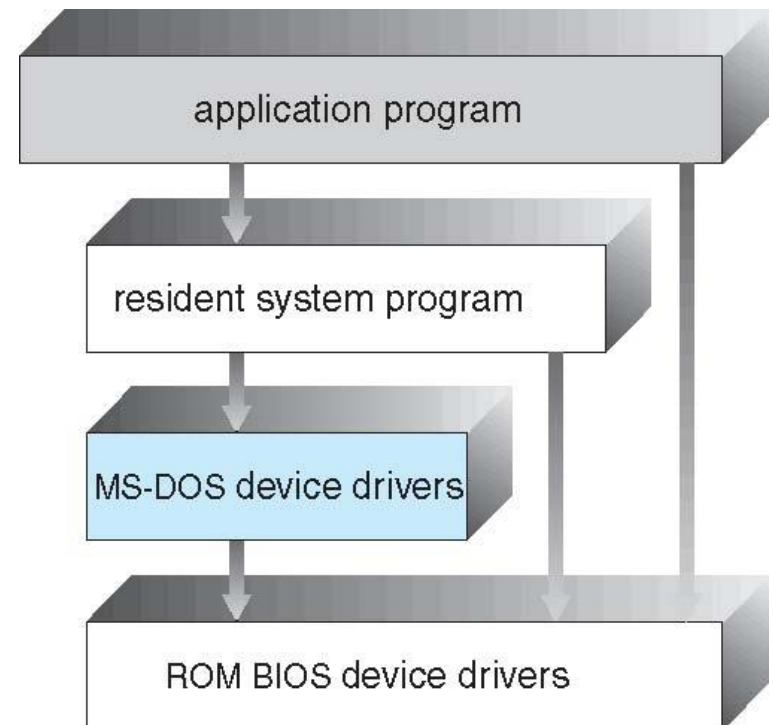 application program
resident system program
MS-DOS device drivers
ROM BIOS device drivers